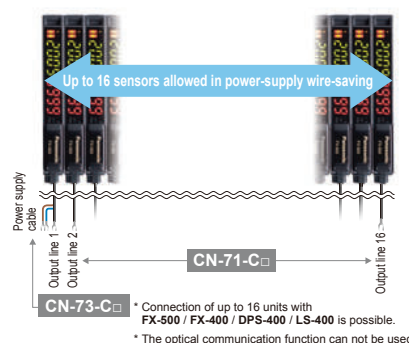 Up to 16 sensors allowed in power-supply wire-saving
Power supply
cable
Output line 1
Output line 2
Output line 16
CN-71-C□
CN-73-C□
* Connection of up to 16 units with
FX-500 / FX-400 / DPS-400 / LS-400 is possible.
* The optical communication function can not be used